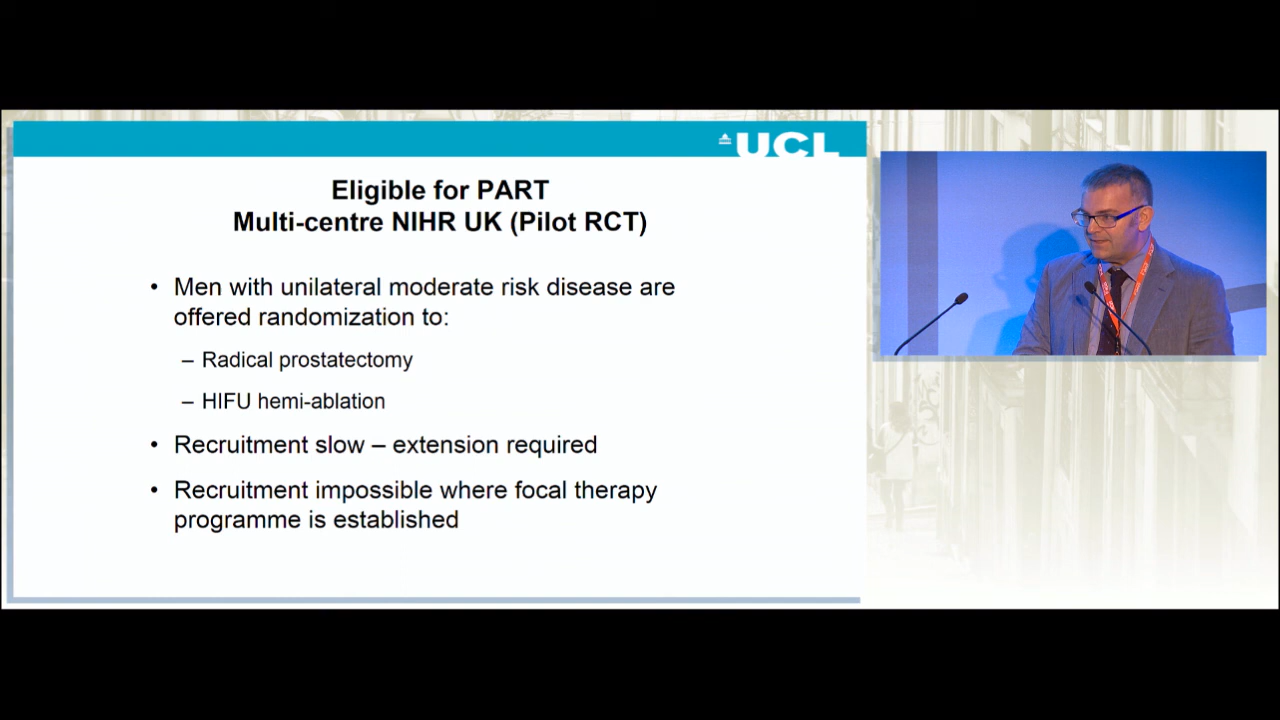 UCL
Eligible for PART
Multi-centre NIHR UK (Pilot RCT)
• Men with unilateral moderate risk disease are
offered randomization to:
– Radical prostatectomy
– HIFU hemi-ablation
• Recruitment slow – extension required
• Recruitment impossible where focal therapy
programme is established